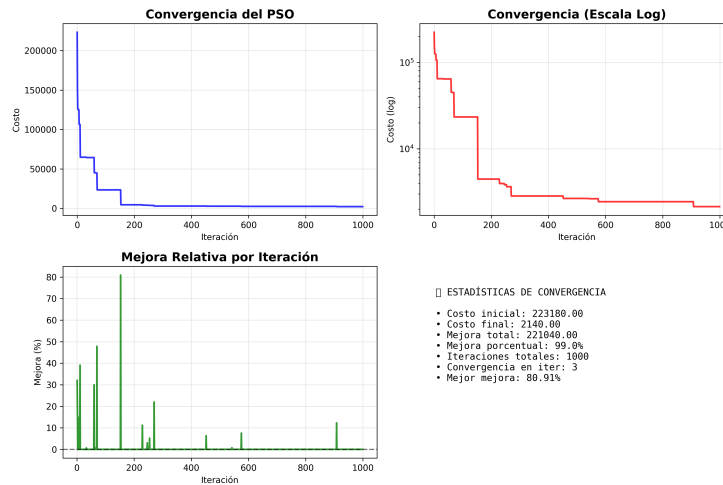 Convergencia del PSO
Costo
200000
150000
100000
50000
0
0 200 400 600 800 1000
Iteración
Convergencia (Escala Log)
Costo (log)
10⁵
10⁴
0 200 400 600 800 100
Iteración
Mejora Relativa por Iteración
Mejora (%)
80
70
60
50
40
30
20
10
0
0 200 400 600 800 1000
Iteración
▯ ESTADÍSTICAS DE CONVERGENCIA
• Costo inicial: 223180.00
• Costo final: 2140.00
• Mejora total: 221040.00
• Mejora porcentual: 99.0%
• Iteraciones totales: 1000
• Convergencia en iter: 3
• Mejor mejora: 80.91%